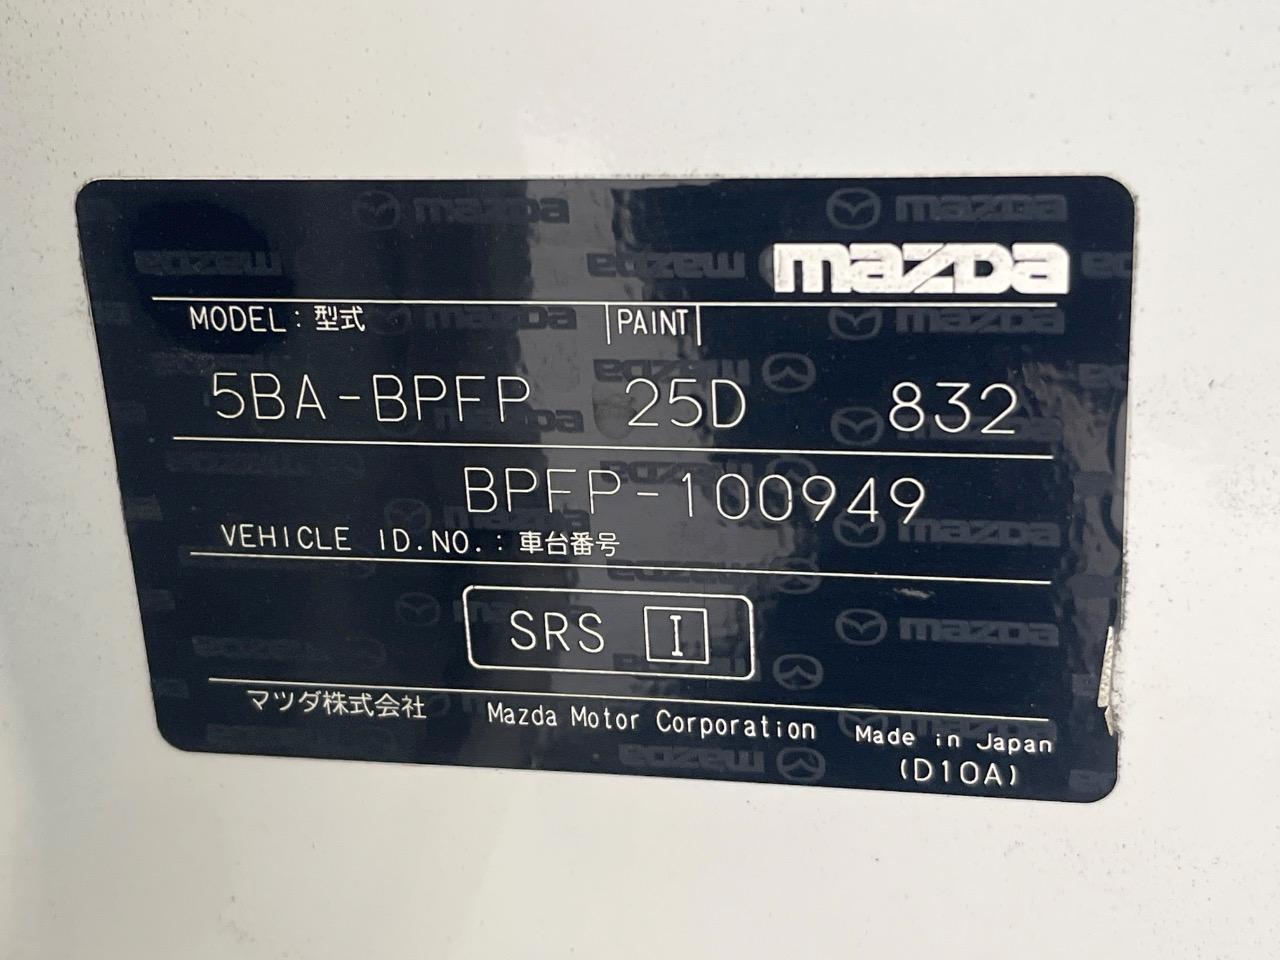 mazda
MODEL：型式 PAINT
5BA-BPFP 25D 832
BPFP-100949
VEHICLE ID.NO.：車台番号
SRS I
マツダ株式会社 Mazda Motor Corporation Made in Japan
(D10A)